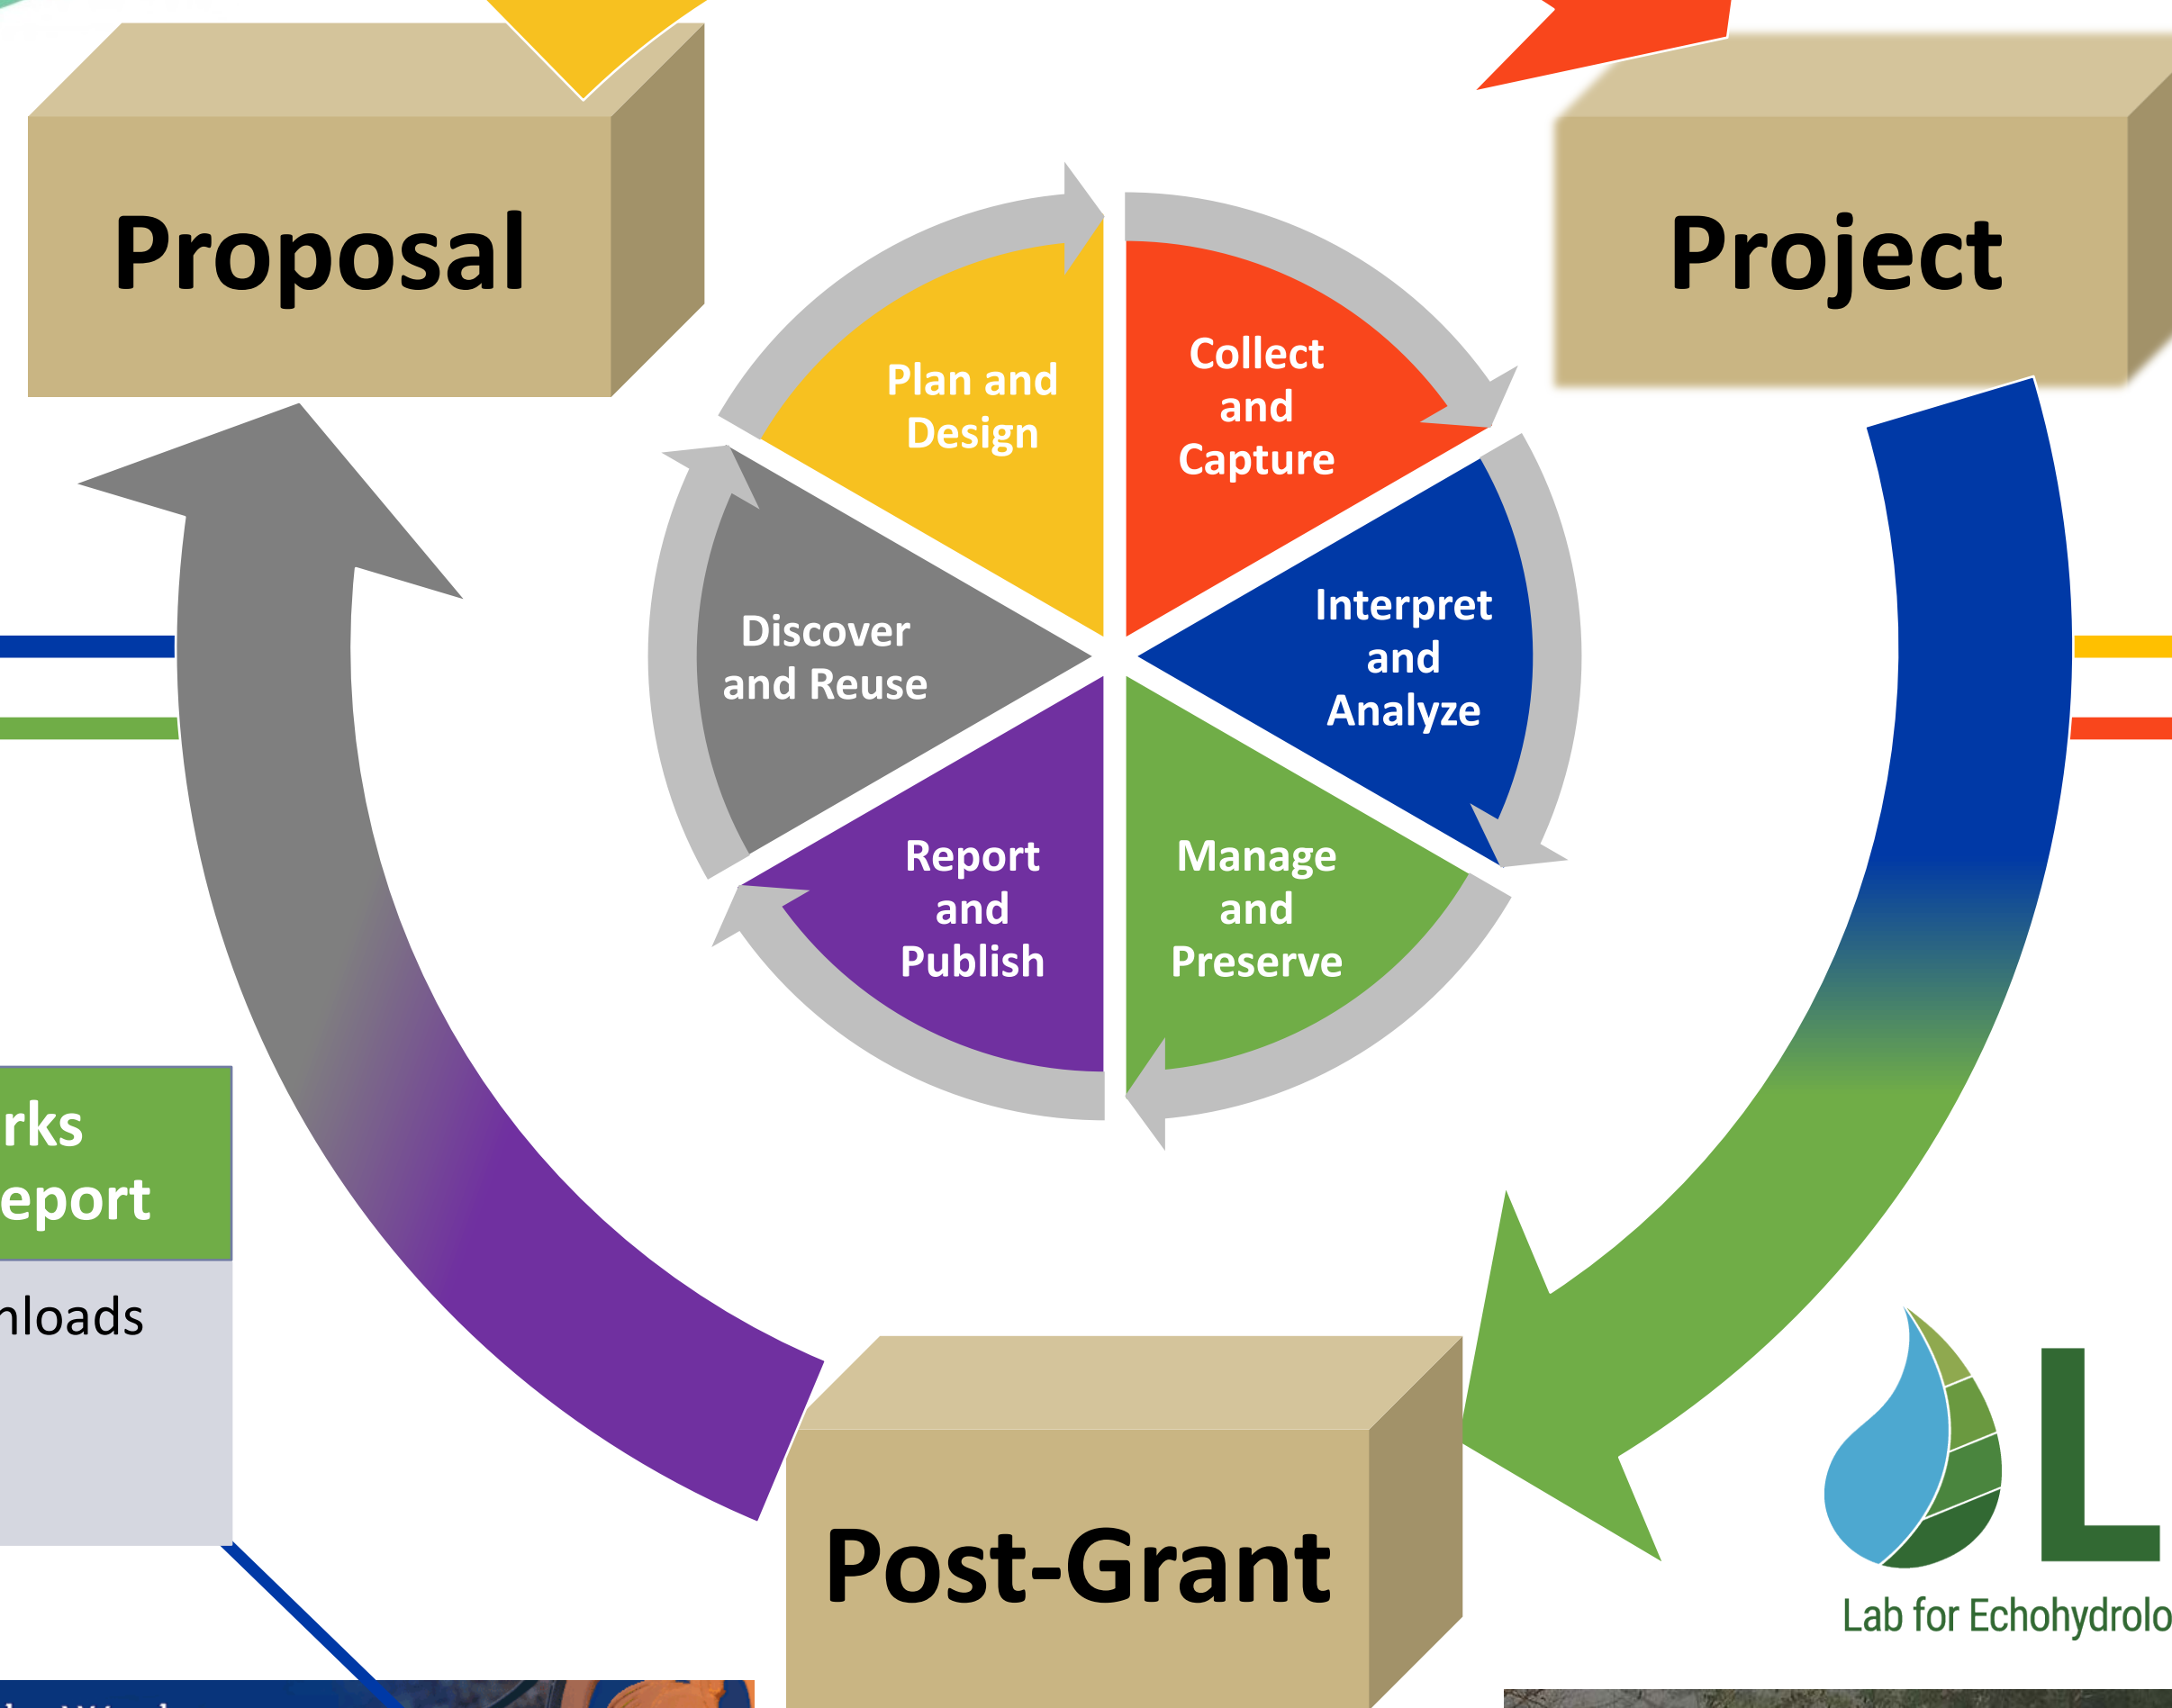 Proposal
Project
Plan and
Design
Collect
and
Capture
Interpret
and
Analyze
Discover
and Reuse
Report
and
Publish
Manage
and
Preserve
rks
eport
nloads
Post-Grant
L
Lab for Echohydrolo